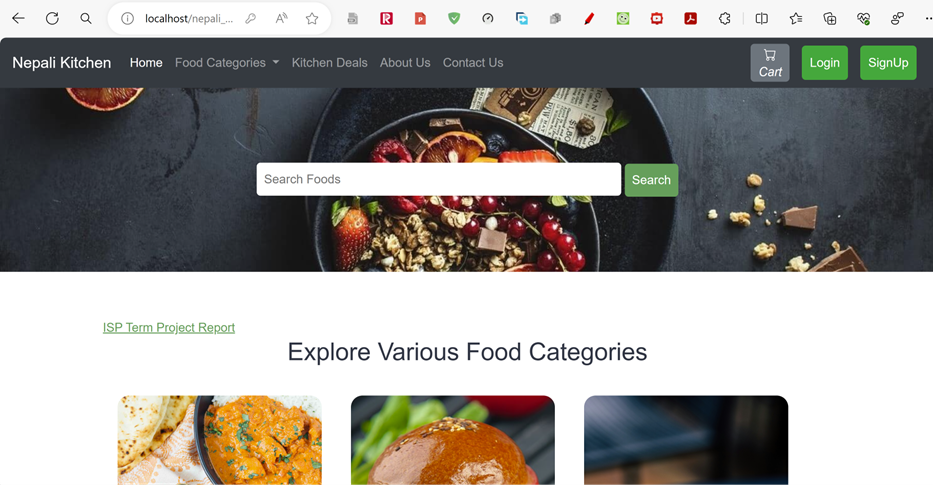 localhost/nepali_...
Nepali Kitchen
Home
Food Categories
Kitchen Deals
About Us
Contact Us
Cart
Login
SignUp
Search Foods
Search
ISP Term Project Report
Explore Various Food Categories